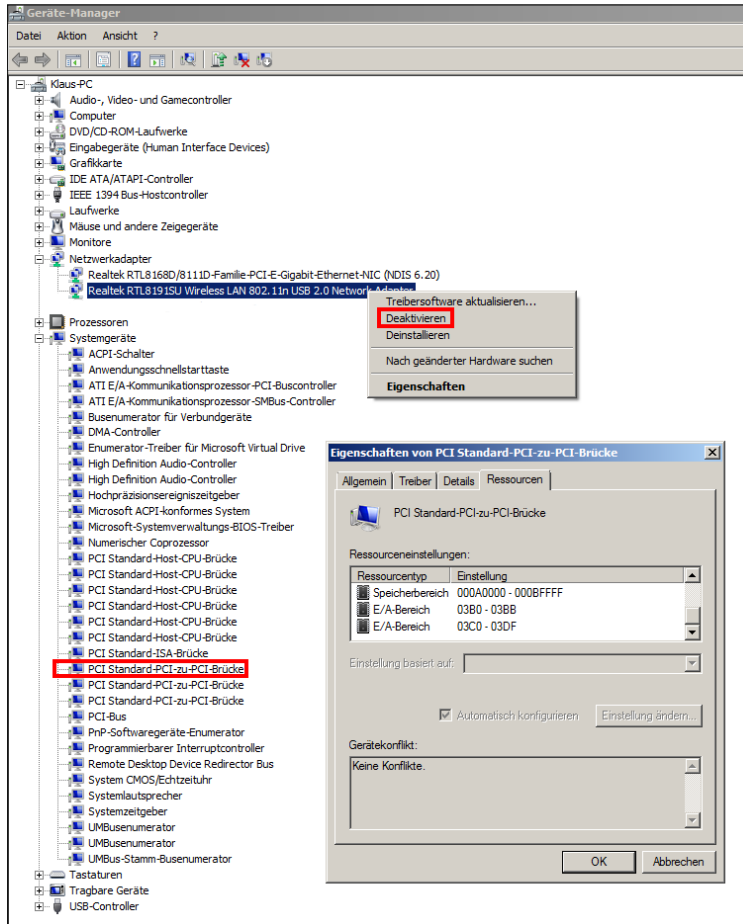 Geräte-Manager
Datei Aktion Ansicht ?
Klaus-PC
Audio-, Video- und Gamecontroller
Computer
DVD/CD-ROM-Laufwerke
Eingabegeräte (Human Interface Devices)
Grafikkarte
IDE ATA/ATAPI-Controller
IEEE 1394 Bus-Hostcontroller
Laufwerke
Mäuse und andere Zeigegeräte
Monitore
Netzwerkadapter
Realtek RTL8168D/8111D-Familie-PCI-E-Gigabit-Ethernet-NIC (NDIS 6.20)
Realtek RTL8191SU Wireless LAN 802.11n USB 2.0 Network Adapter
Treibersoftware aktualisieren...
Deaktivieren
Deinstallieren
Nach geänderter Hardware suchen
Eigenschaften
Prozessoren
Systemgeräte
ACPI-Schalter
Anwendungsschnellstarttaste
ATI E/A-Kommunikationsprozessor-PCI-Buscontroller
ATI E/A-Kommunikationsprozessor-SMBus-Controller
Busenumerator für Verbundgeräte
DMA-Controller
Enumerator-Treiber für Microsoft Virtual Drive
High Definition Audio-Controller
High Definition Audio-Controller
Hochpräzisionsereigniszeitgeber
Microsoft ACPI-konformes System
Microsoft-Systemverwaltungs-BIOS-Treiber
Numerischer Coprozessor
PCI Standard-Host-CPU-Brücke
PCI Standard-Host-CPU-Brücke
PCI Standard-Host-CPU-Brücke
PCI Standard-Host-CPU-Brücke
PCI Standard-Host-CPU-Brücke
PCI Standard-ISA-Brücke
PCI Standard-PCI-zu-PCI-Brücke
PCI Standard-PCI-zu-PCI-Brücke
PCI Standard-PCI-zu-PCI-Brücke
PCI-Bus
PnP-Softwaregeräte-Enumerator
Programmierbarer Interruptcontroller
Remote Desktop Device Redirector Bus
System CMOS/Echtzeituhr
Systemlautsprecher
Systemzeitgeber
UMBusenumerator
UMBusenumerator
UMBus-Stamm-Busenumerator
Tastaturen
Tragbare Geräte
USB-Controller
Eigenschaften von PCI Standard-PCI-zu-PCI-Brücke
Allgemein Treiber Details Ressourcen
PCI Standard-PCI-zu-PCI-Brücke
Ressourceneinstellungen:
Ressourcentyp Einstellung
Speicherbereich 000A0000 - 000BFFFF
E/A-Bereich 03B0 - 03BB
E/A-Bereich 03C0 - 03DF
Einstellung basiert auf:
Automatisch konfigurieren Einstellung ändern...
Gerätekonflikt:
Keine Konflikte.
OK Abbrechen